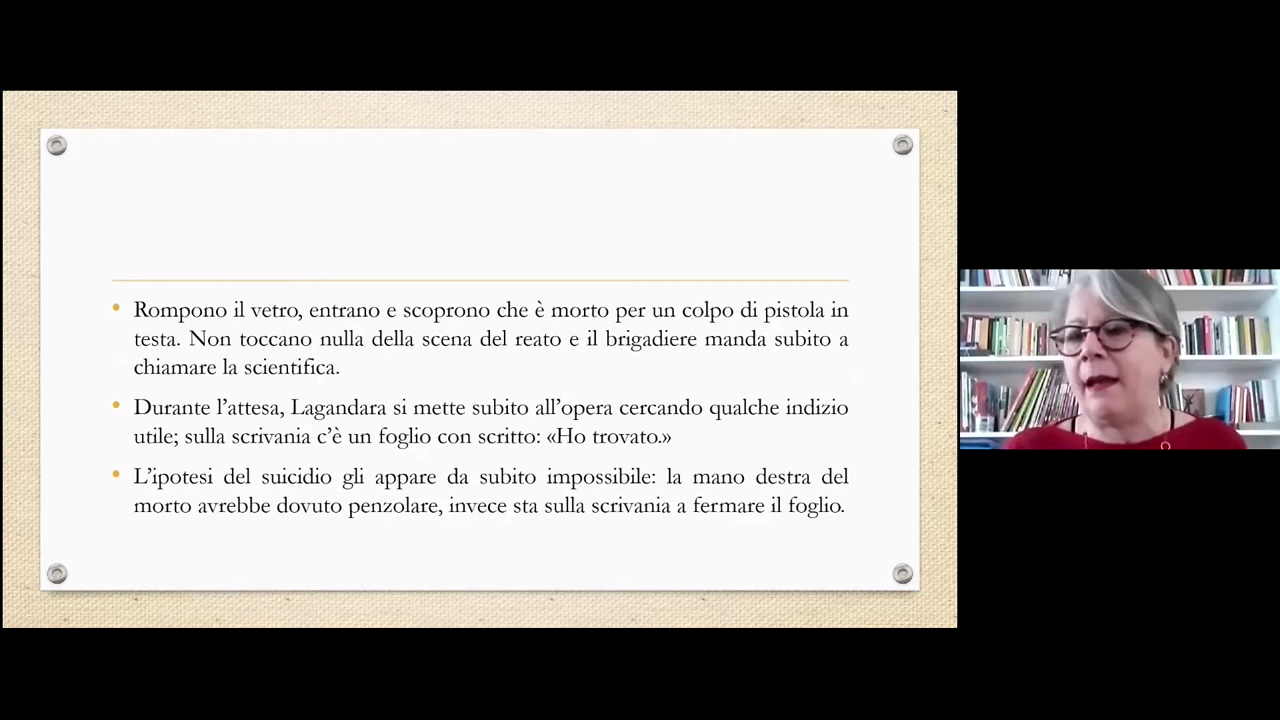 Rompono il vetro, entrano e scoprono che è morto per un colpo di pistola in
testa. Non toccano nulla della scena del reato e il brigadiere manda subito a
chiamare la scientifica.
Durante l’attesa, Lagandara si mette subito all’opera cercando qualche indizio
utile; sulla scrivania c’è un foglio con scritto: «Ho trovato.»
L’ipotesi del suicidio gli appare da subito impossibile: la mano destra del
morto avrebbe dovuto penzolare, invece sta sulla scrivania a fermare il foglio.